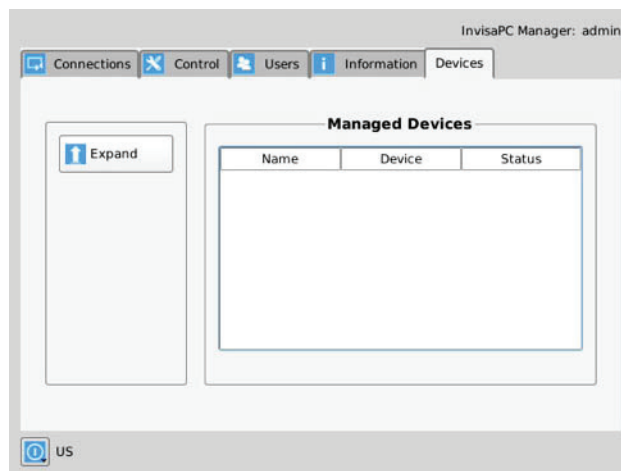 InvisaPC Manager: admin
Connections Control Users i Information Devices
Managed Devices
Expand
Name Device Status
US